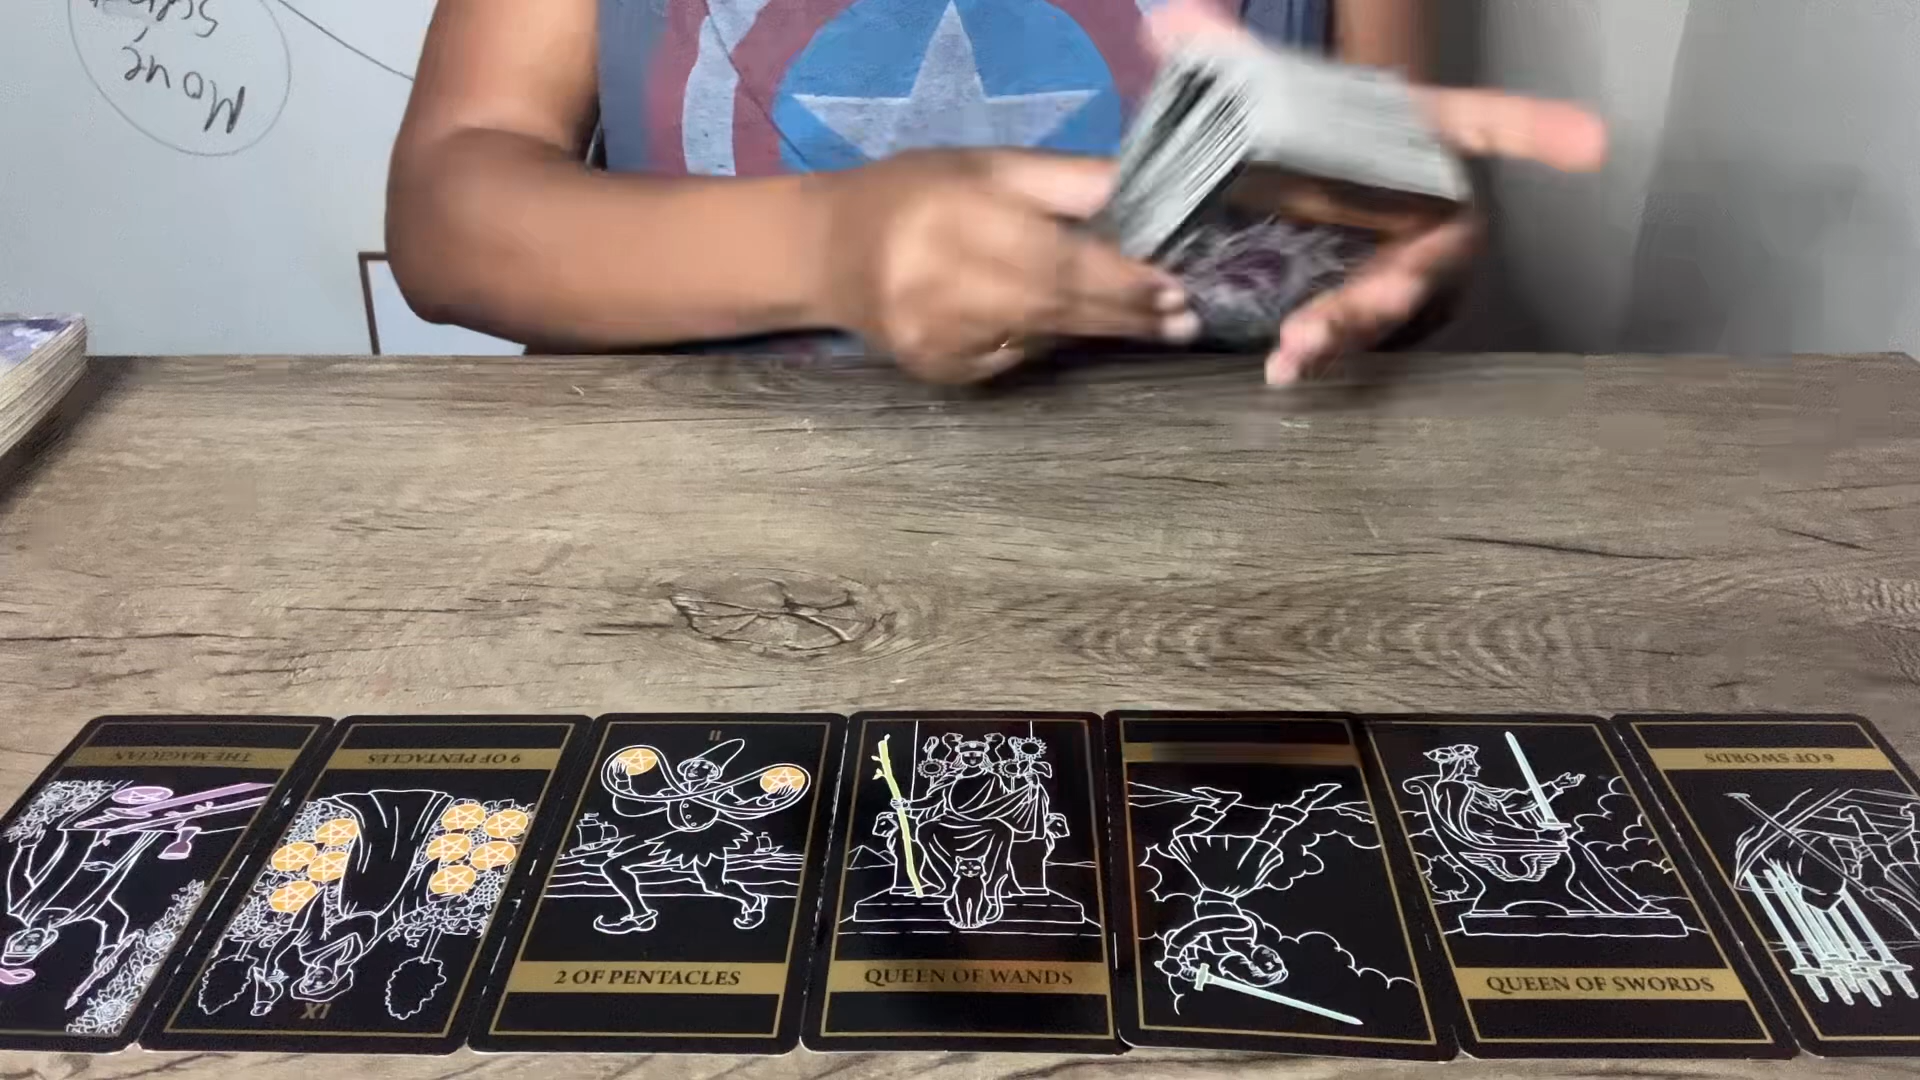 Move
THE MAGICIAN
9 OF PENTACLES
IX
II
2 OF PENTACLES
QUEEN OF WANDS
QUEEN OF SWORDS
6 OF SWORDS